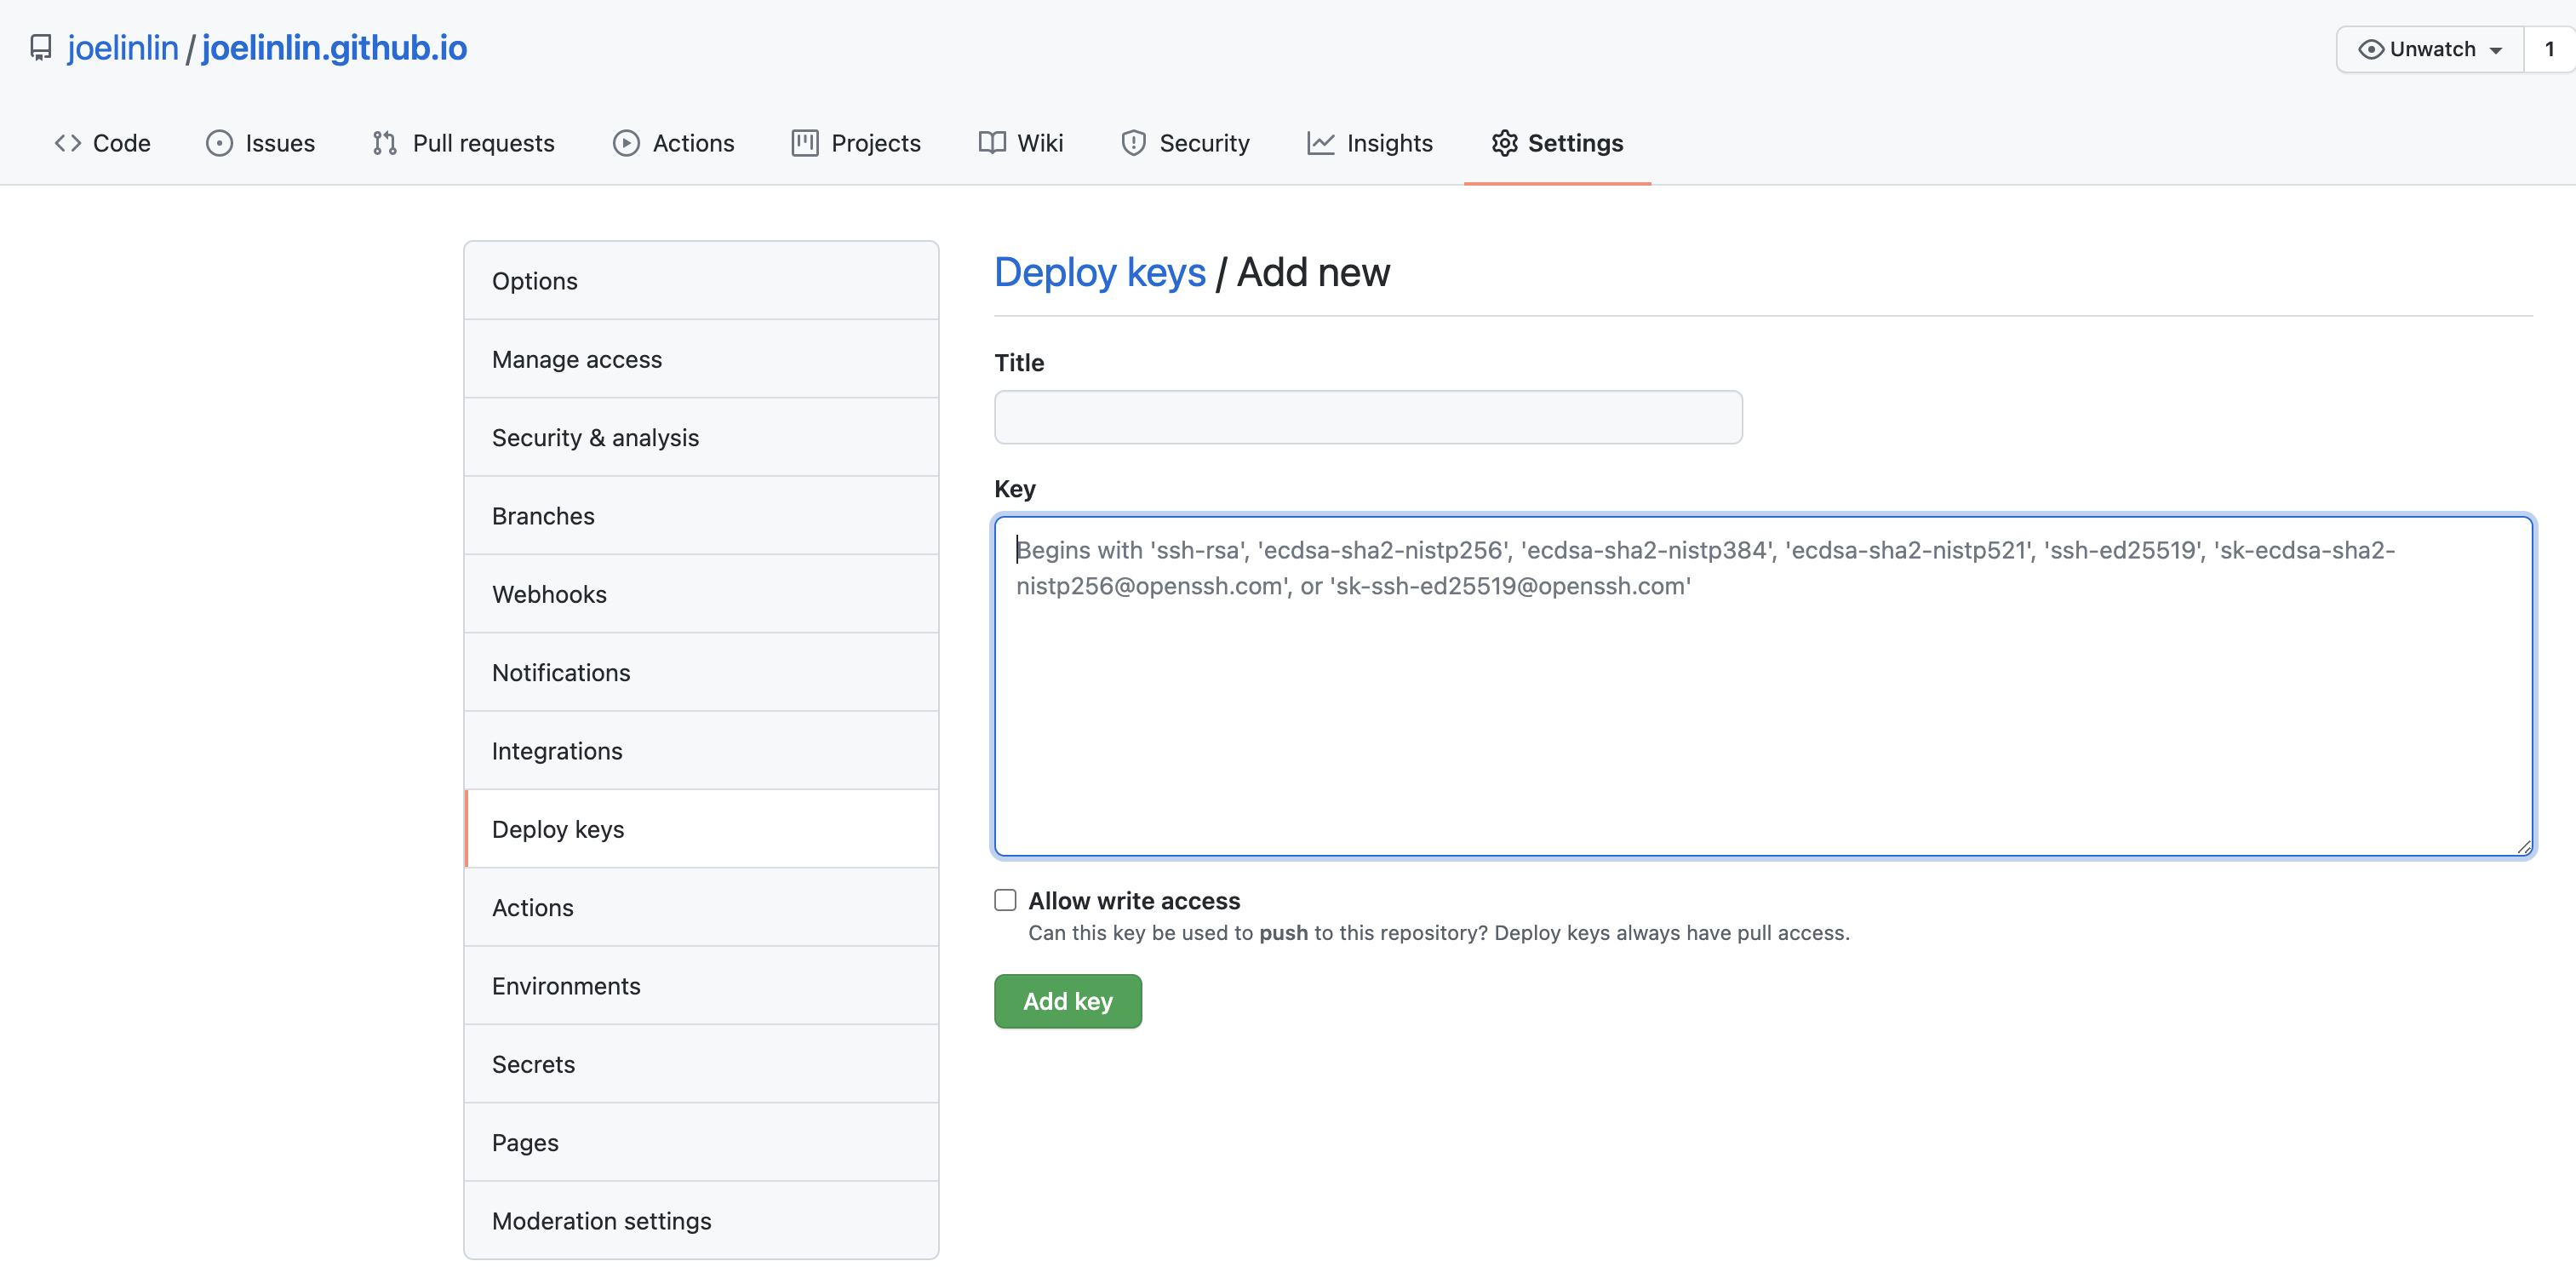 joelinlin / joelinlin.github.io
Unwatch 1
Code Issues Pull requests Actions Projects Wiki Security Insights Settings
Options
Manage access
Security & analysis
Branches
Webhooks
Notifications
Integrations
Deploy keys
Actions
Environments
Secrets
Pages
Moderation settings
Deploy keys / Add new
Title
Key
Begins with 'ssh-rsa', 'ecdsa-sha2-nistp256', 'ecdsa-sha2-nistp384', 'ecdsa-sha2-nistp521', 'ssh-ed25519', 'sk-ecdsa-sha2-
nistp256@openssh.com', or 'sk-ssh-ed25519@openssh.com'
Allow write access
Can this key be used to push to this repository? Deploy keys always have pull access.
Add key